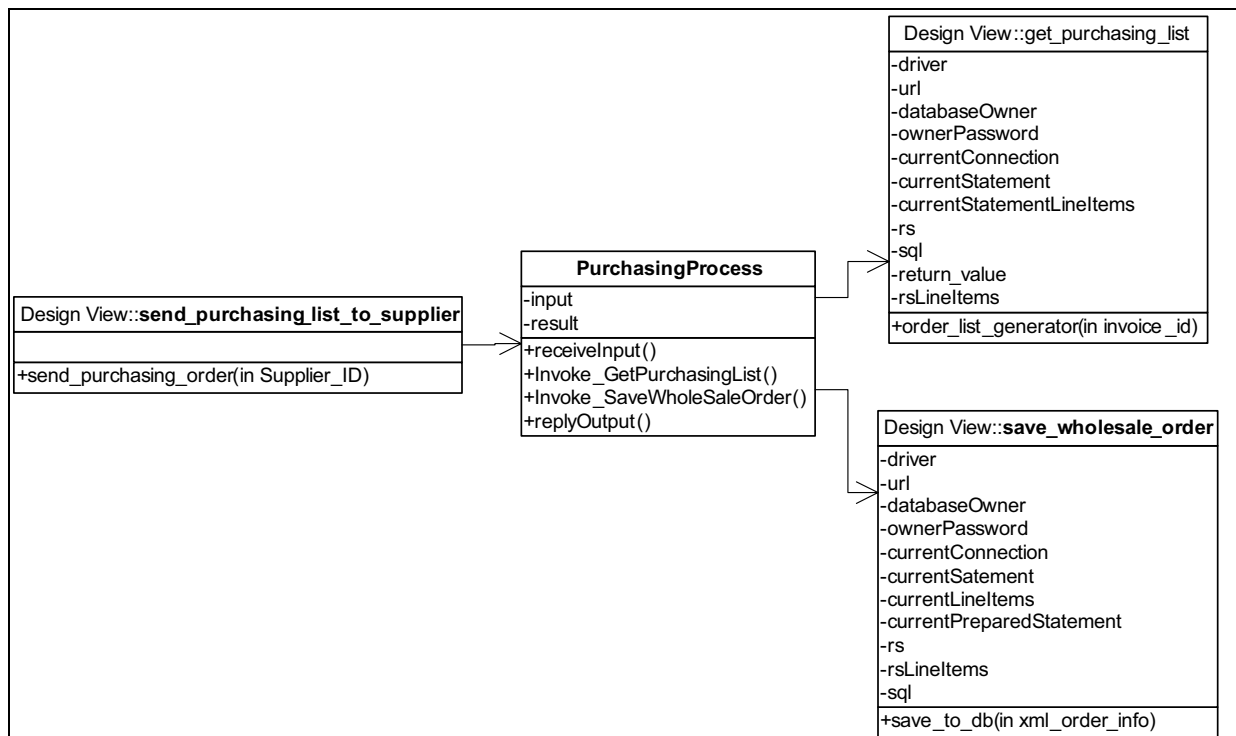 Design View::send_purchasing_list_to_supplier
+send_purchasing_order(in Supplier_ID)
PurchasingProcess
-input
-result
+receiveInput()
+Invoke_GetPurchasingList()
+Invoke_SaveWholeSaleOrder()
+replyOutput()
Design View::get_purchasing_list
-driver
-url
-databaseOwner
-ownerPassword
-currentConnection
-currentStatement
-currentStatementLineItems
-rs
-sql
-return_value
-rsLineItems
+order_list_generator(in invoice_id)
Design View::save_wholesale_order
-driver
-url
-databaseOwner
-ownerPassword
-currentConnection
-currentSatement
-currentLineItems
-currentPreparedStatement
-rs
-rsLineItems
-sql
+save_to_db(in xml_order_info)